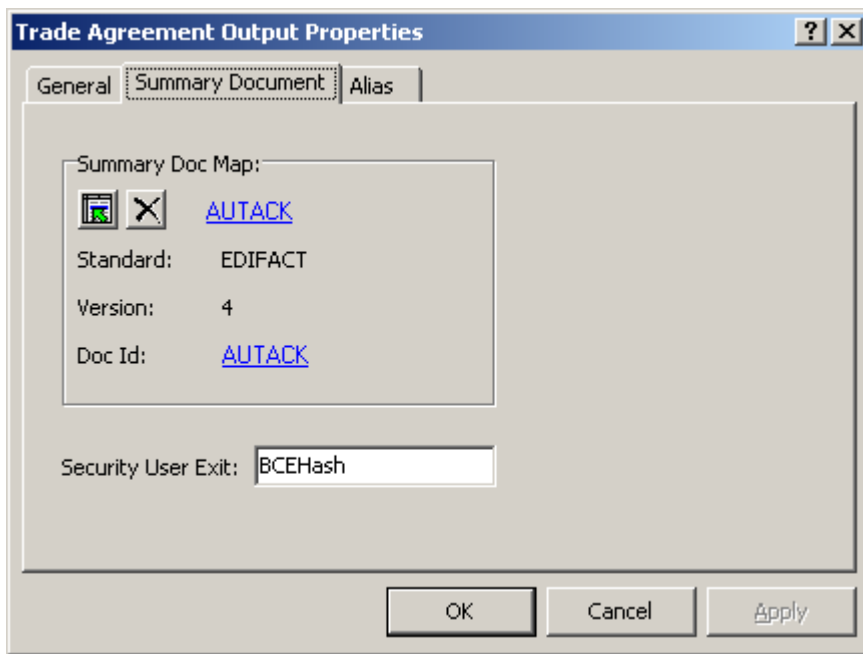 Trade Agreement Output Properties
General Summary Document Alias
Summary Doc Map:
AUTACK
Standard: EDIFACT
Version: 4
Doc Id: AUTACK
Security User Exit: BCEHash
OK Cancel Apply